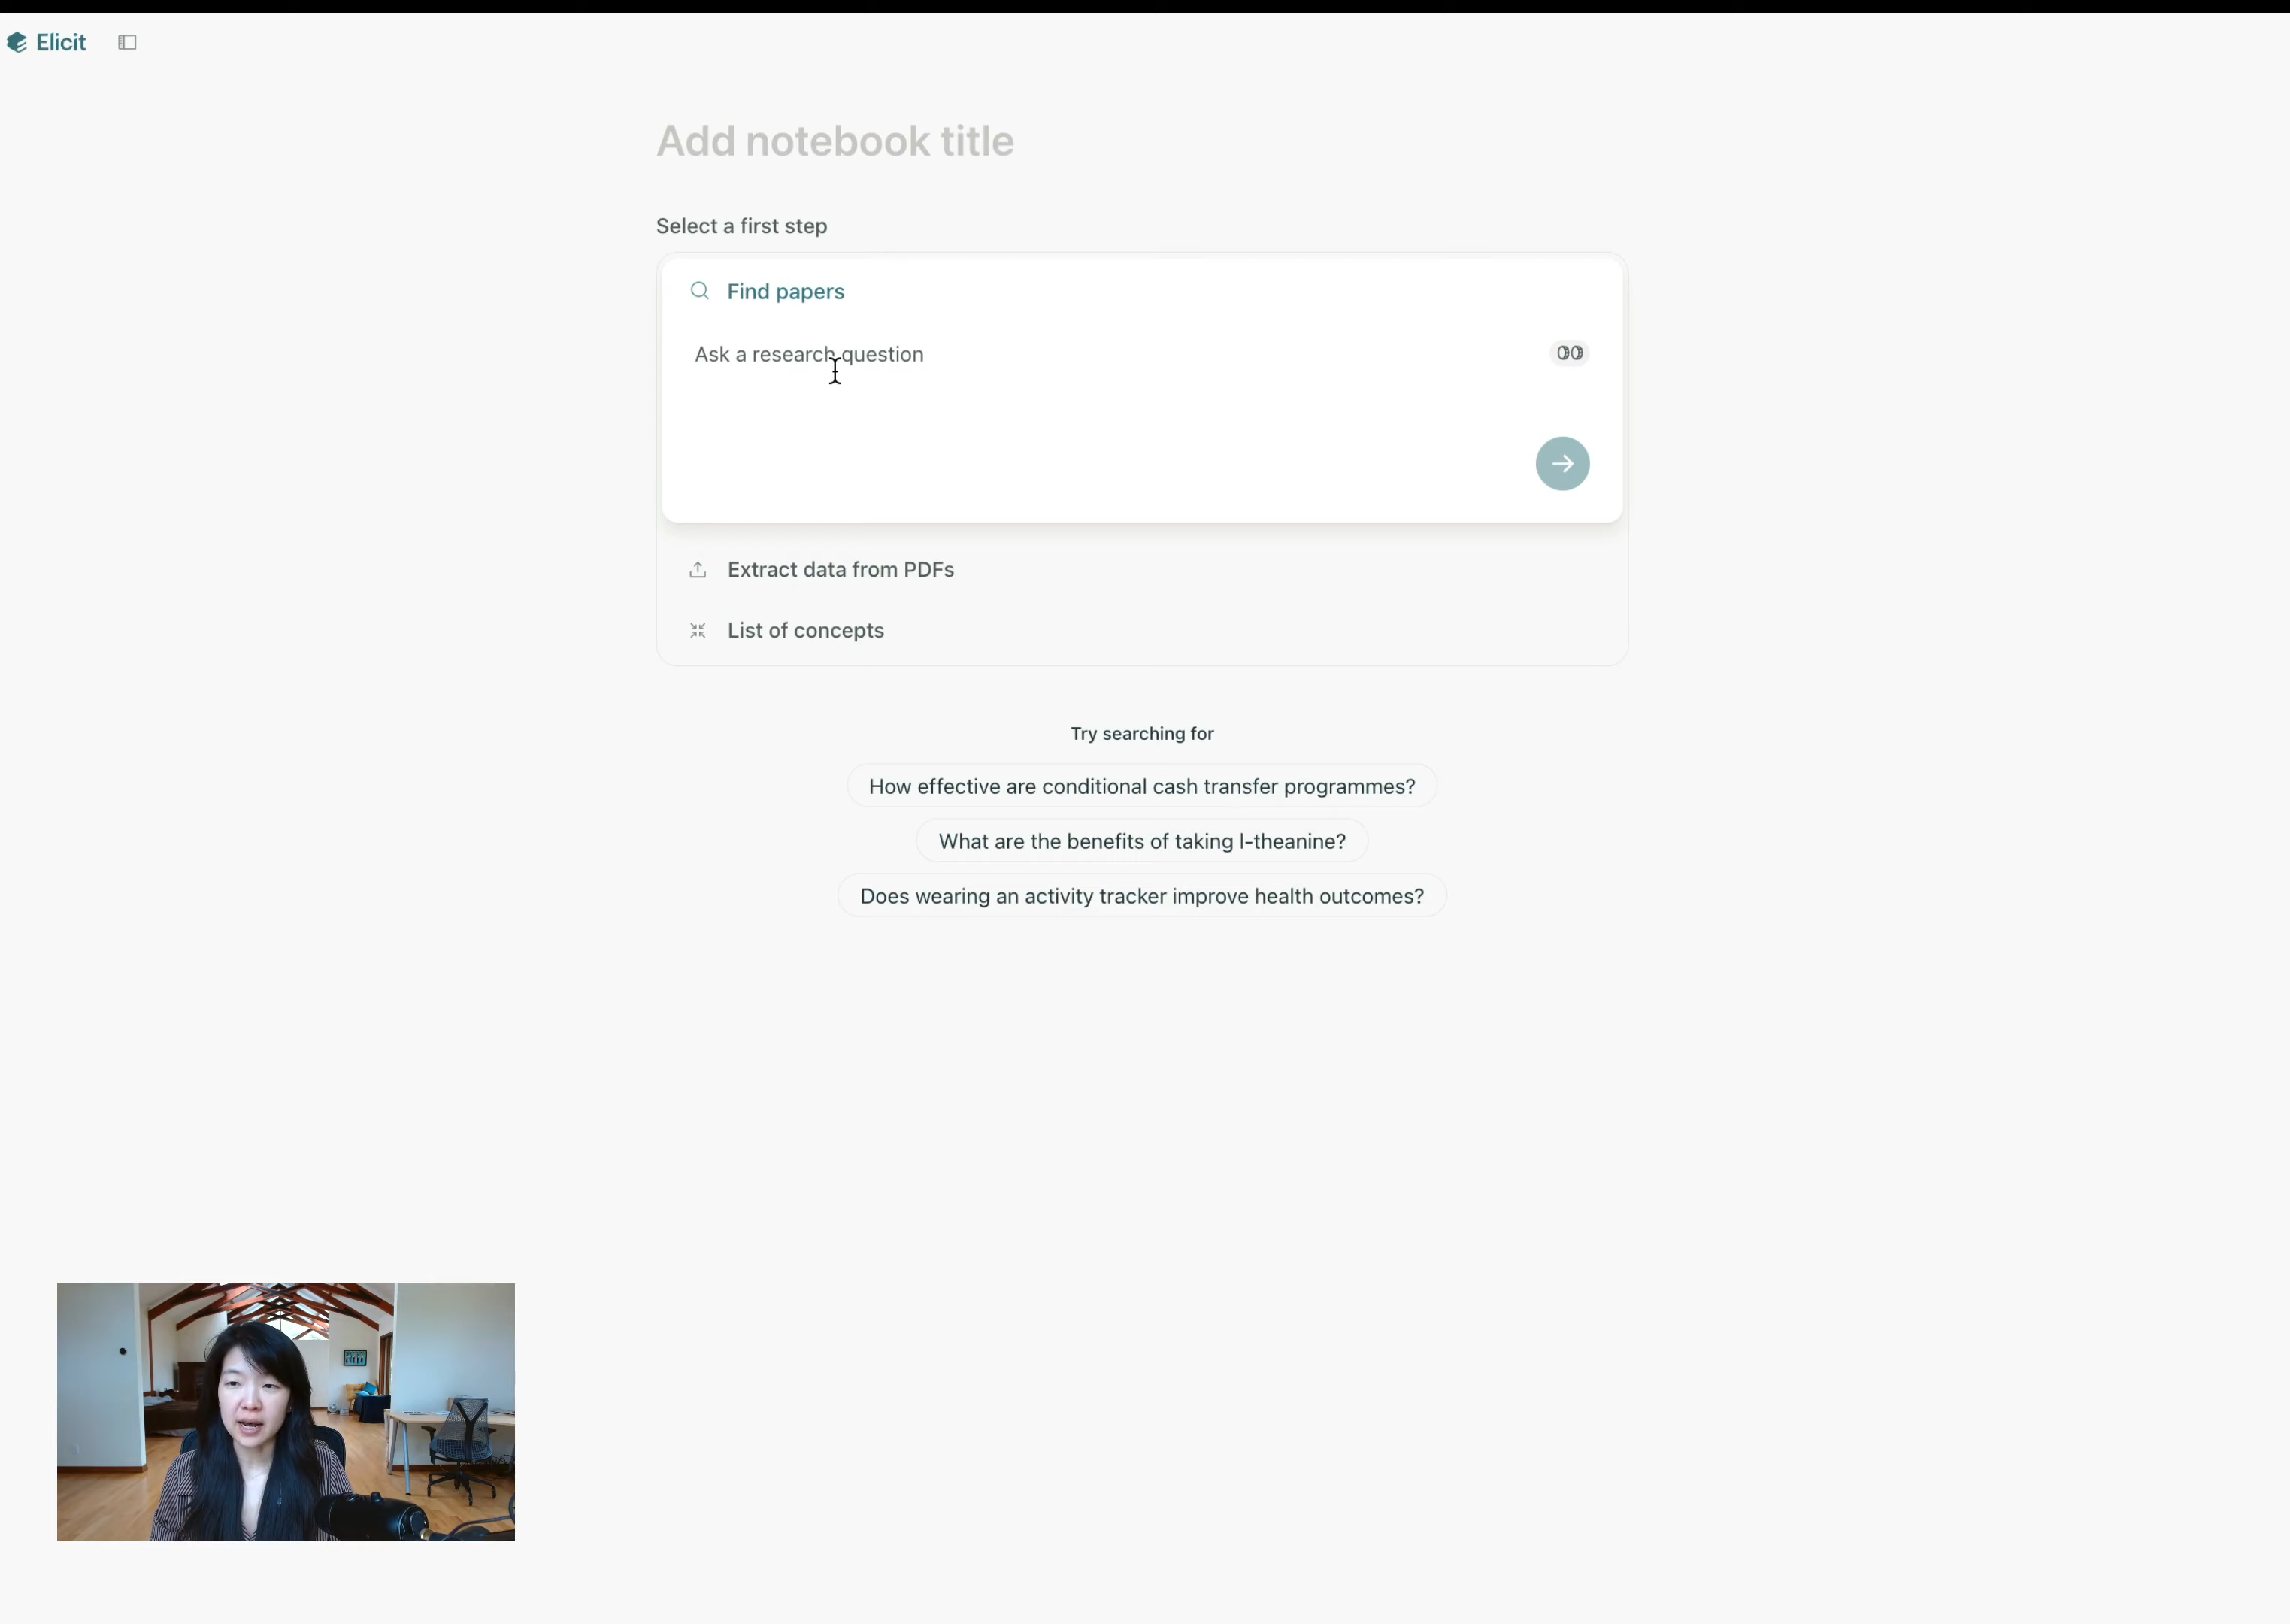 Elicit
Add notebook title
Select a first step
Find papers
Ask a research question
Extract data from PDFs
List of concepts
Try searching for
How effective are conditional cash transfer programmes?
What are the benefits of taking l-theanine?
Does wearing an activity tracker improve health outcomes?